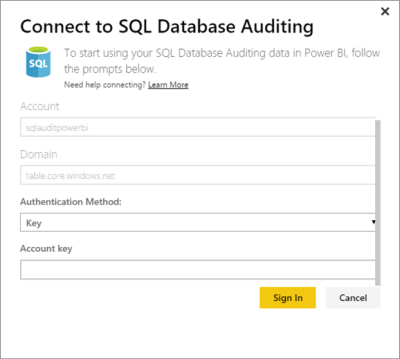 Connect to SQL Database Auditing
SQL
To start using your SQL Database Auditing data in Power BI, follow
the prompts below.
Need help connecting? Learn More
Account
sqlauditpowerbi
Domain
table.core.windows.net
Authentication Method:
Key
Account key
Sign In
Cancel